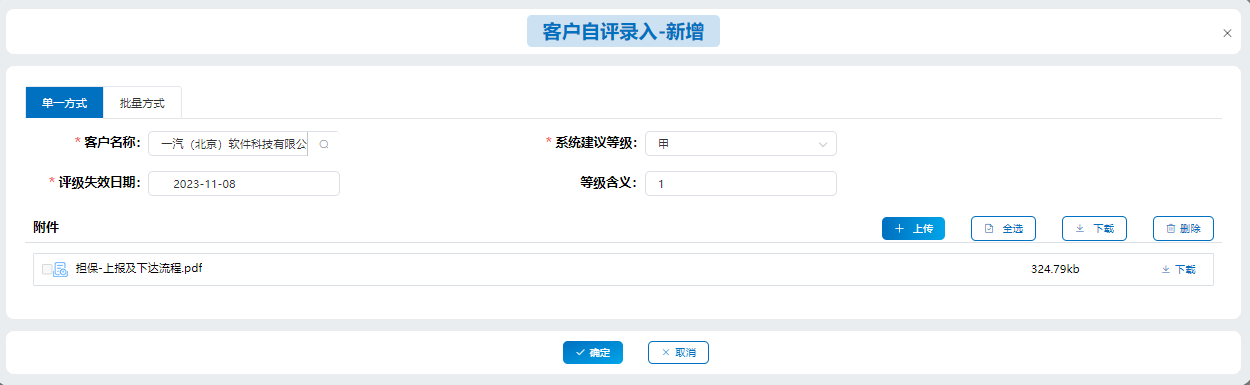 客户自评录入-新增
单一方式 批量方式
* 客户名称: 一汽（北京）软件科技有限公 * 系统建议等级: 甲
* 评级失效日期: 2023-11-08 等级含义: 1
附件 上传 全选 下载 删除
担保-上报及下达流程.pdf 324.79kb 下载
确定 取消